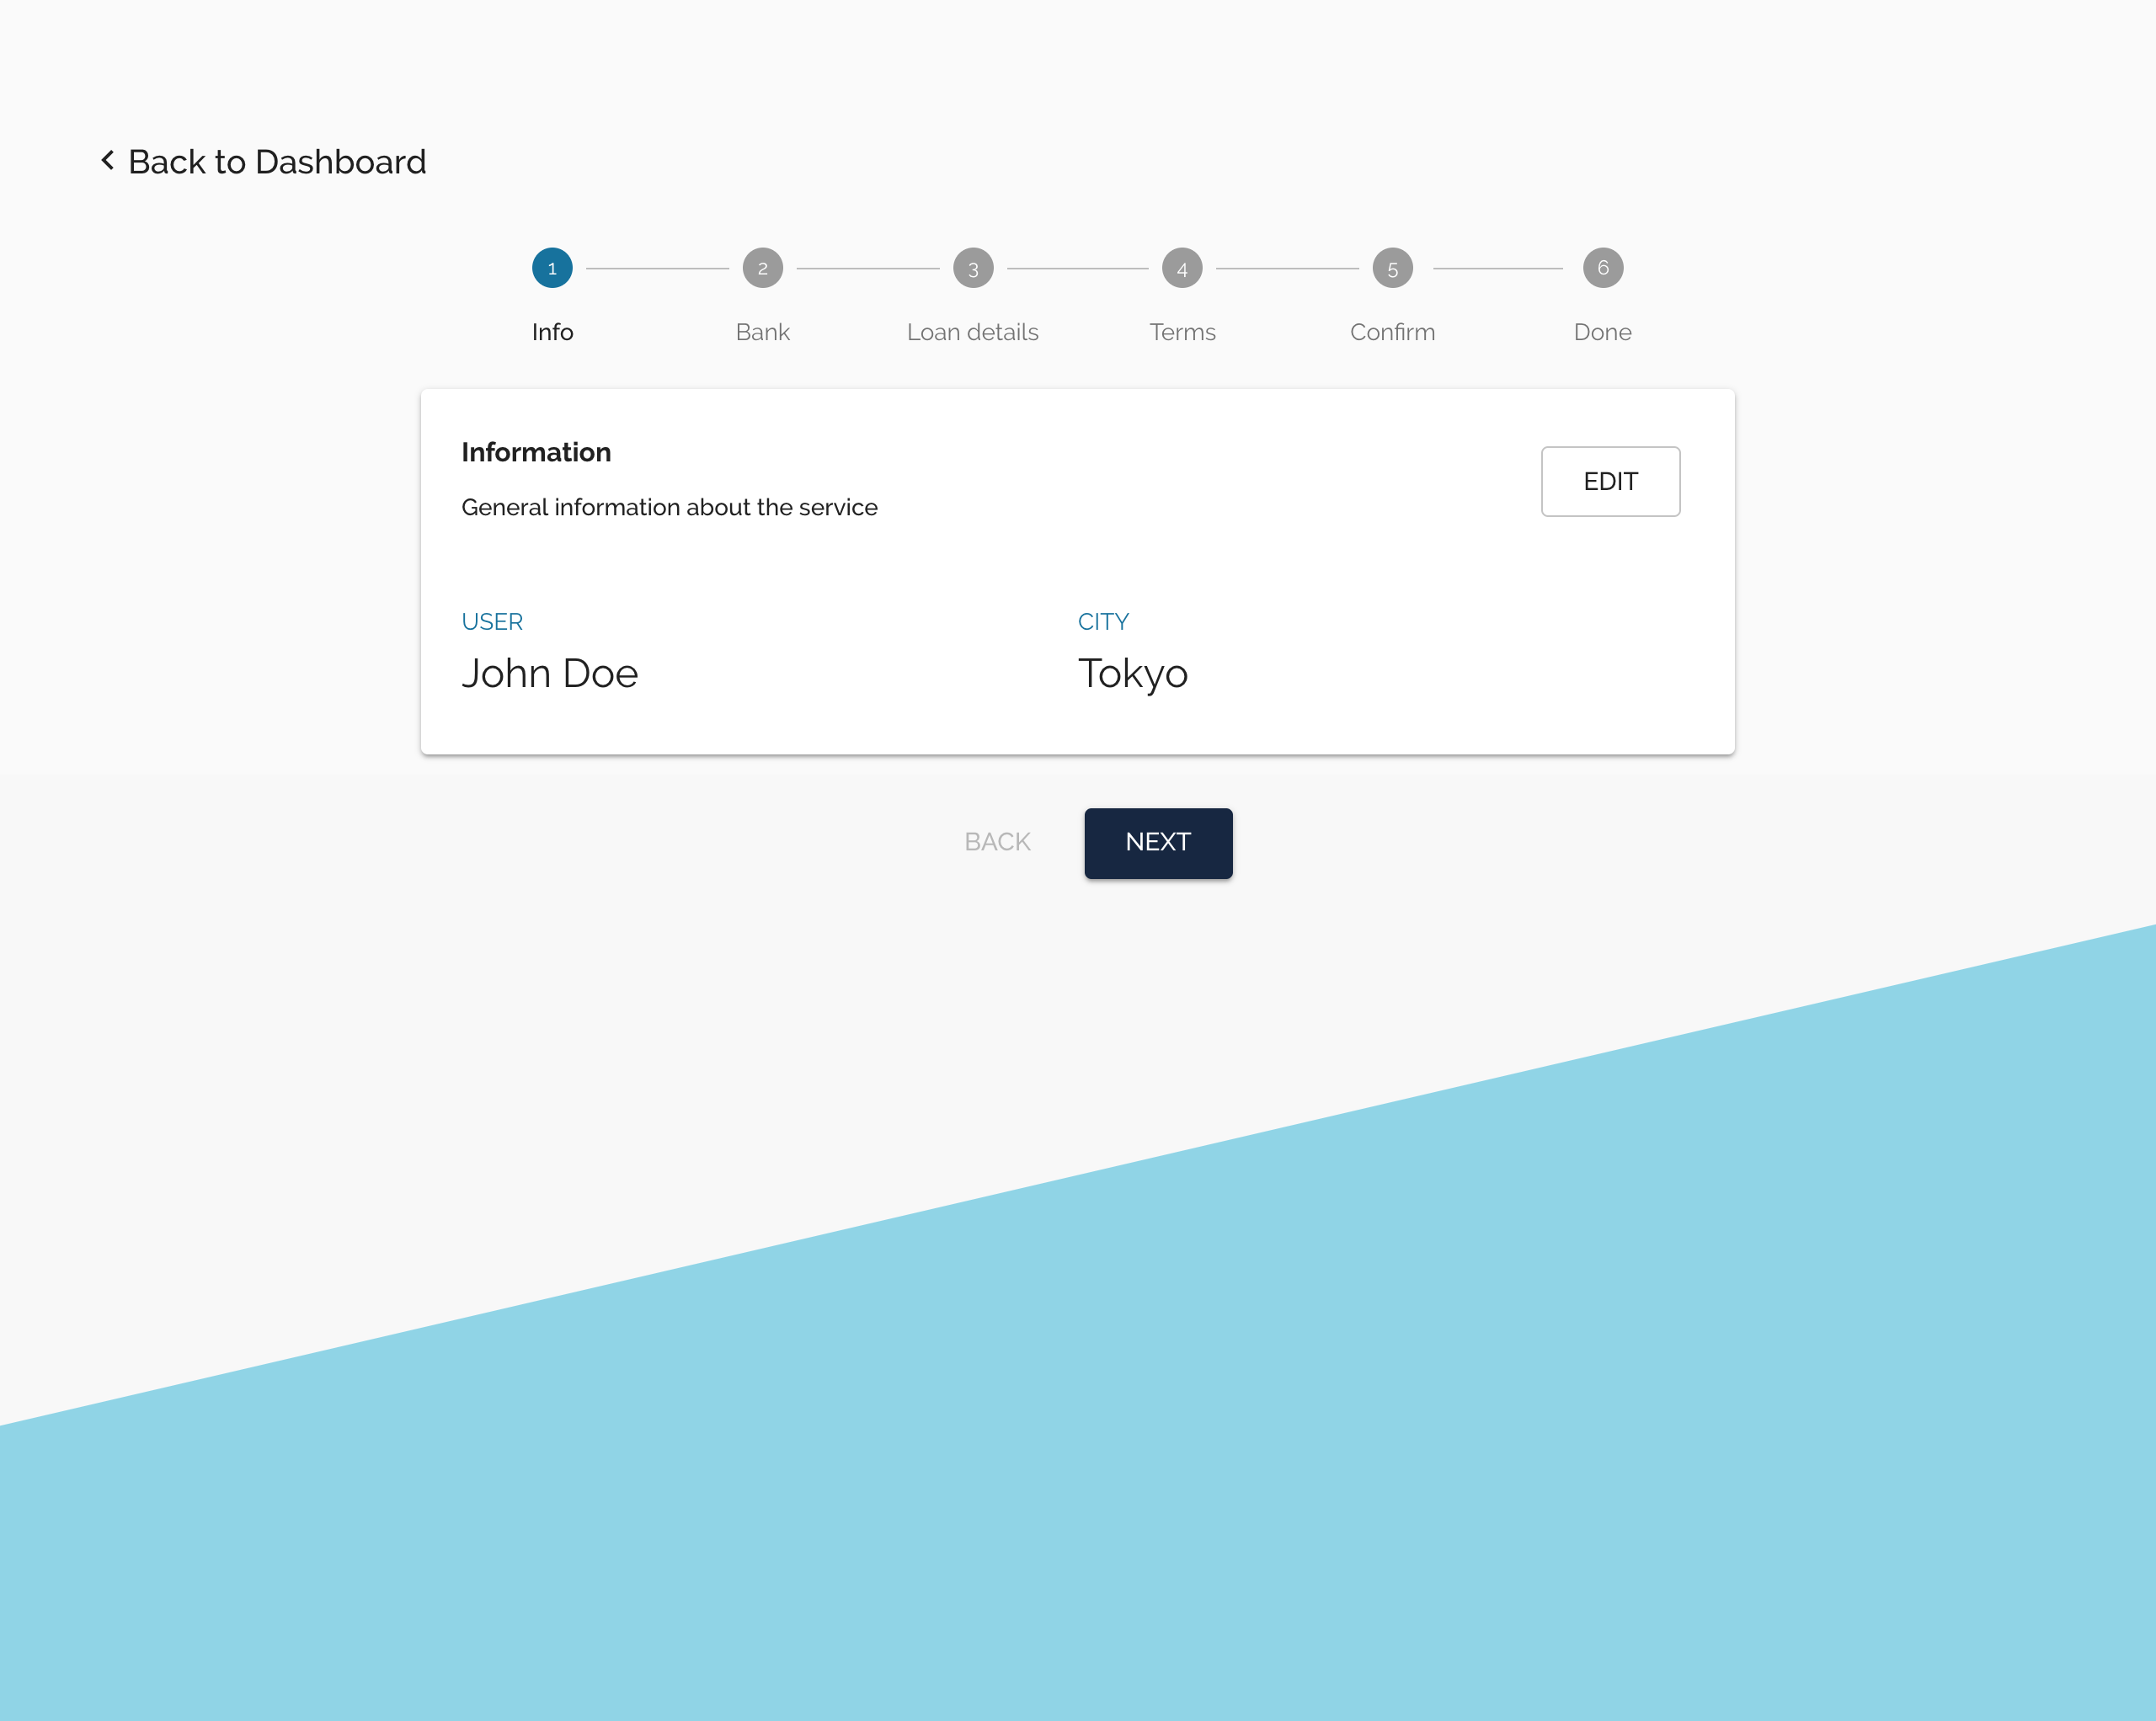 Back to Dashboard
1 2 3 4 5 6
Info Bank Loan details Terms Confirm Done
Information
EDIT
General information about the service
USER CITY
John Doe Tokyo
BACK NEXT